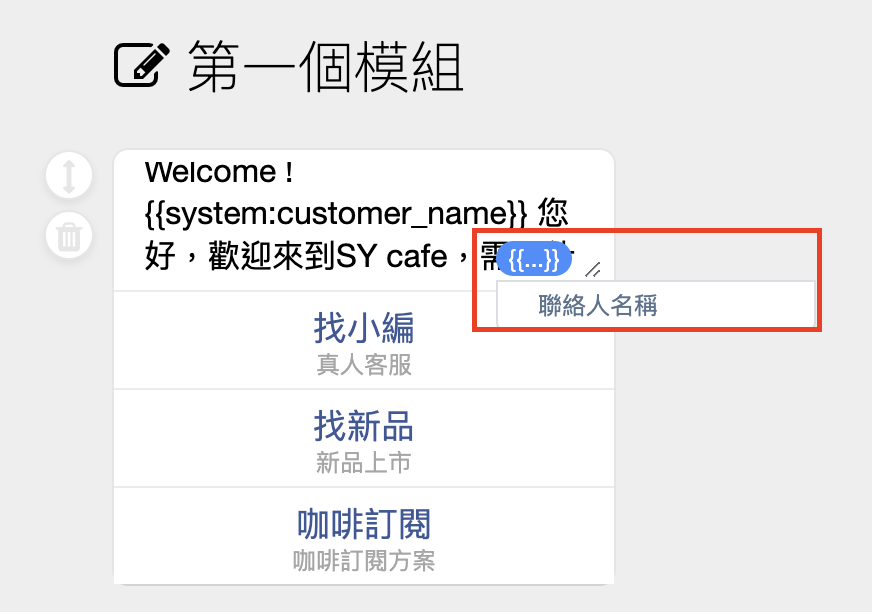 第一個模組
Welcome !
{{system:customer_name}} 您
好，歡迎來到SY cafe，需
{{...}}
聯絡人名稱
找小編
真人客服
找新品
新品上市
咖啡訂閱
咖啡訂閱方案